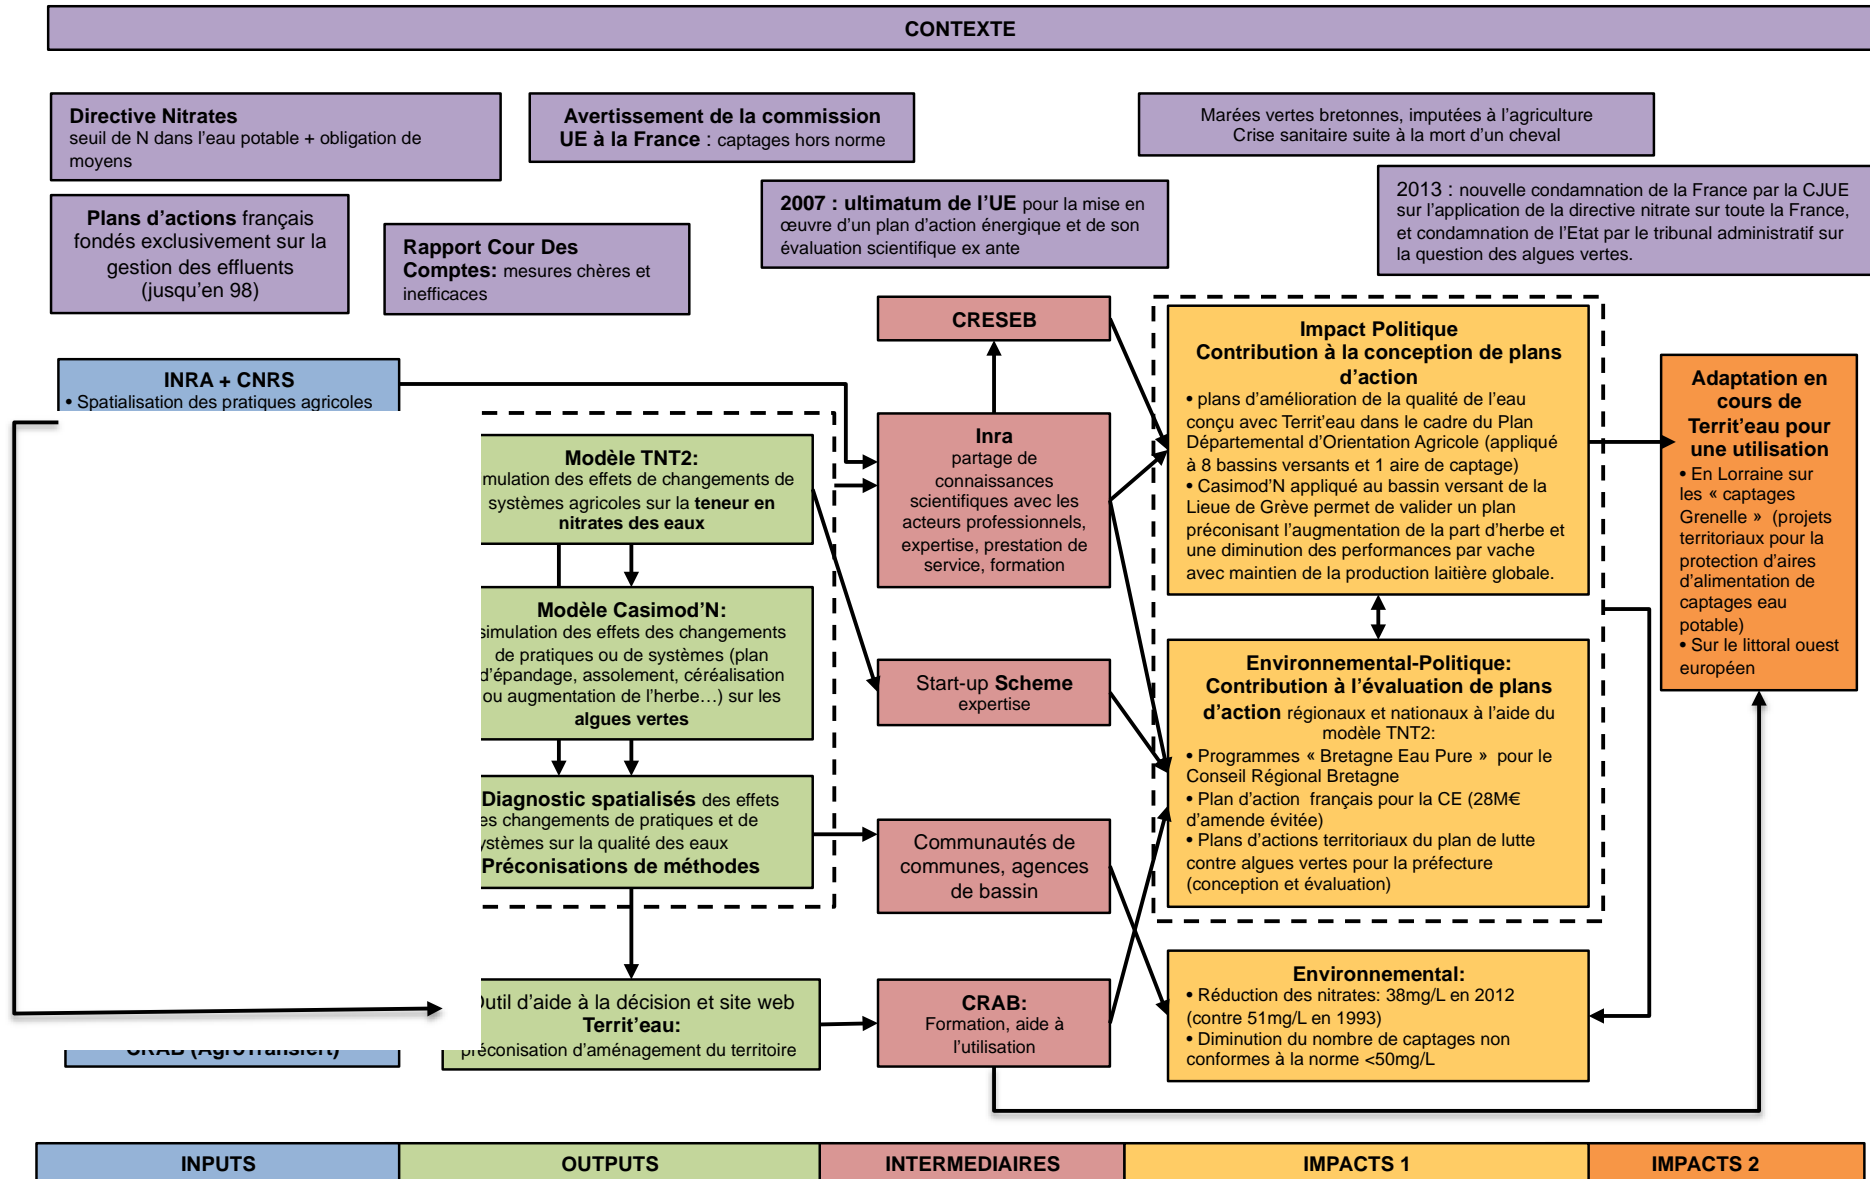 CONTEXTE
Directive Nitrates
seuil de N dans l’eau potable + obligation de
moyens
Avertissement de la commission
UE à la France : captages hors norme
Marées vertes bretonnes, imputées à l’agriculture
Crise sanitaire suite à la mort d’un cheval
Plans d’actions français
fondés exclusivement sur la
gestion des effluents
(jusqu’en 98)
Rapport Cour Des
Comptes: mesures chères et
inefficaces
2007 : ultimatum de l’UE pour la mise en
œuvre d’un plan d’action énergique et de son
évaluation scientifique ex ante
2013 : nouvelle condamnation de la France par la CJUE
sur l’application de la directive nitrate sur toute la France,
et condamnation de l’Etat par le tribunal administratif sur
la question des algues vertes.
INRA + CNRS
• Spatialisation des pratiques agricoles
CRAB (AgroTransfert)
Modèle TNT2:
mulation des effets de changements de
systèmes agricoles sur la teneur en
nitrates des eaux
Modèle Casimod’N:
simulation des effets des changements
de pratiques ou de systèmes (plan
d’épandage, assolement, céréalisation
ou augmentation de l’herbe…) sur les
algues vertes
Diagnostic spatialisés des effets
es changements de pratiques et de
ystèmes sur la qualité des eaux
Préconisations de méthodes
Outil d’aide à la décision et site web
Territ’eau:
préconisation d’aménagement du territoire
CRESEB
Inra
partage de
connaissances
scientifiques avec les
acteurs professionnels,
expertise, prestation de
service, formation
Start-up Scheme
expertise
Communautés de
communes, agences
de bassin
CRAB:
Formation, aide à
l’utilisation
Impact Politique
Contribution à la conception de plans
d’action
• plans d’amélioration de la qualité de l’eau
conçu avec Territ’eau dans le cadre du Plan
Départemental d’Orientation Agricole (appliqué
à 8 bassins versants et 1 aire de captage)
• Casimod’N appliqué au bassin versant de la
Lieue de Grève permet de valider un plan
préconisant l’augmentation de la part d’herbe et
une diminution des performances par vache
avec maintien de la production laitière globale.
Environnemental-Politique:
Contribution à l’évaluation de plans
d’action régionaux et nationaux à l’aide du
modèle TNT2:
• Programmes « Bretagne Eau Pure » pour le
Conseil Régional Bretagne
• Plan d’action français pour la CE (28M€
d’amende évitée)
• Plans d’actions territoriaux du plan de lutte
contre algues vertes pour la préfecture
(conception et évaluation)
Environnemental:
• Réduction des nitrates: 38mg/L en 2012
(contre 51mg/L en 1993)
• Diminution du nombre de captages non
conformes à la norme <50mg/L
Adaptation en
cours de
Territ’eau pour
une utilisation
• En Lorraine sur
les « captages
Grenelle » (projets
territoriaux pour la
protection d’aires
d’alimentation de
captages eau
potable)
• Sur le littoral ouest
européen
INPUTS
OUTPUTS
INTERMEDIAIRES
IMPACTS 1
IMPACTS 2